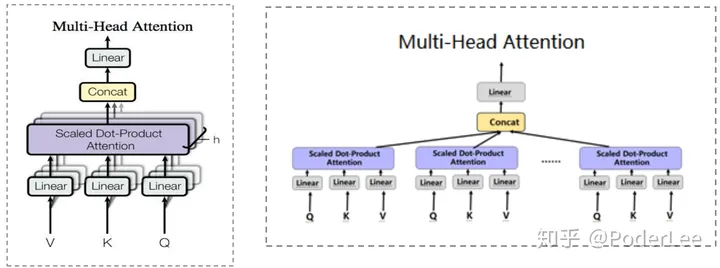 Multi-Head Attention
Linear
Concat
Scaled Dot-Product
Attention
h
Linear Linear Linear
V K Q
Multi-Head Attention
Linear
Concat
Scaled Dot-Product
Attention
Scaled Dot-Product
Attention
......
Scaled Dot-Product
Attention
Linear Linear Linear Linear Linear Linear Linear Linear Linear
Q K V Q K V Q K V
知乎 @PoderLee